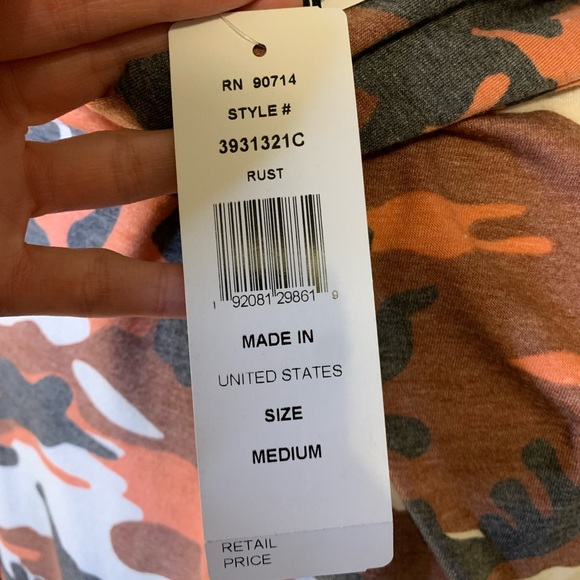 RN 90714
STYLE #
3931321C
RUST
1 92081 29861 9
MADE IN
UNITED STATES
SIZE
MEDIUM
RETAIL
PRICE